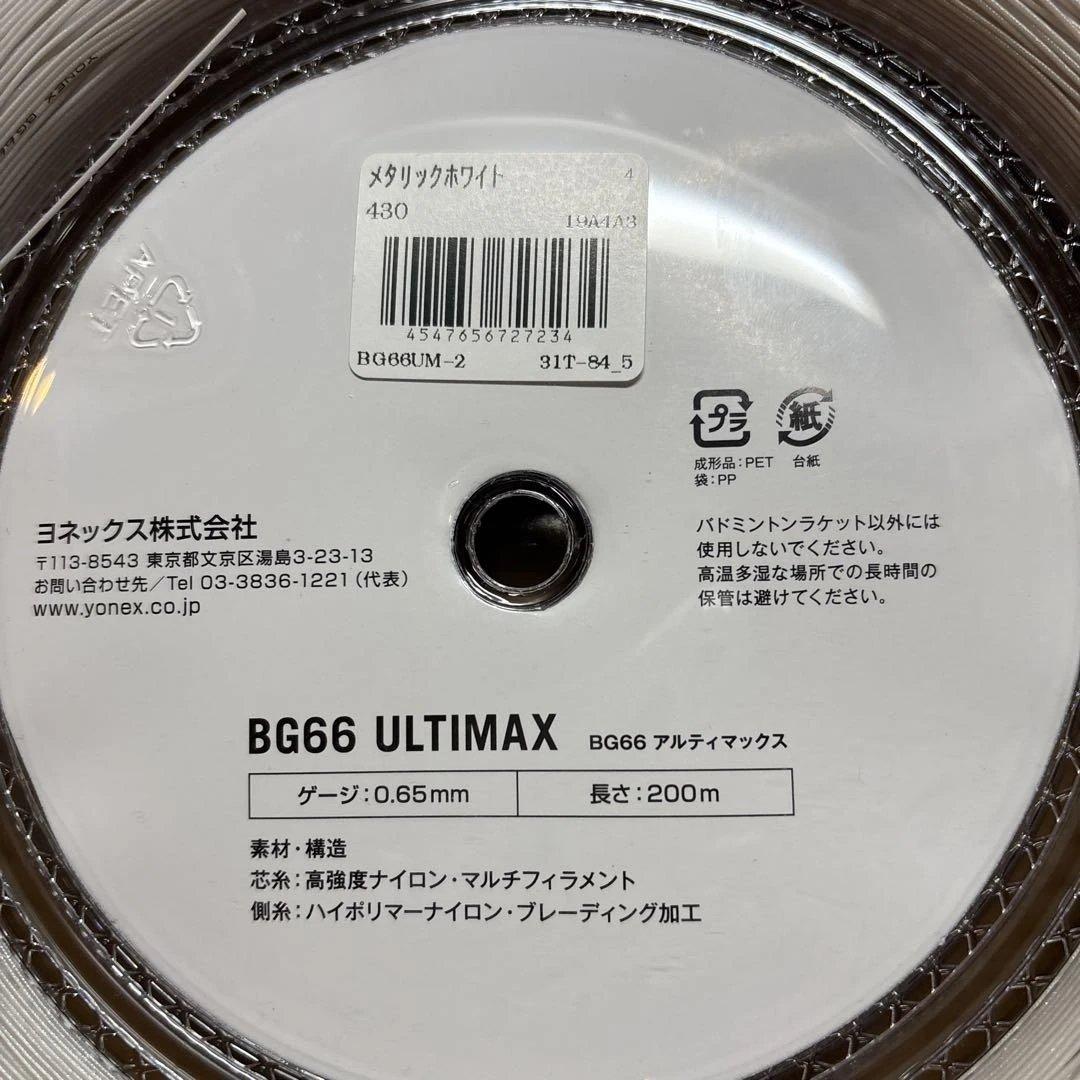 YONEX BG66
APET
メタリックホワイト 4
430 19A4A3
4547656727234
BG66UM-2 31T-84_5
プラ 紙
成形品:PET 台紙
袋:PP
ヨネックス株式会社
〒113-8543 東京都文京区湯島3-23-13
お問い合わせ先/Tel 03-3836-1221(代表)
www.yonex.co.jp
バドミントンラケット以外には
使用しないでください。
高温多湿な場所での長時間の
保管は避けてください。
BG66 ULTIMAX BG66 アルティマックス
ゲージ:0.65mm 長さ:200m
素材・構造
芯糸:高強度ナイロン・マルチフィラメント
側糸:ハイポリマーナイロン・ブレーディング加工